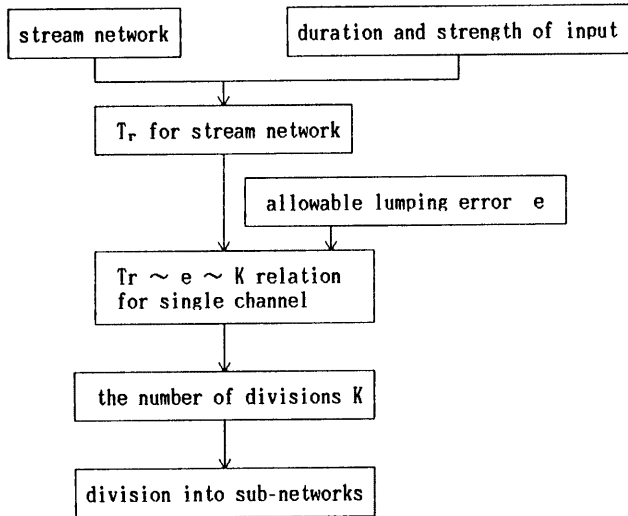 stream network
duration and strength of input
Tr for stream network
allowable lumping error e
Tr ~ e ~ K relation
for single channel
the number of divisions K
division into sub-networks